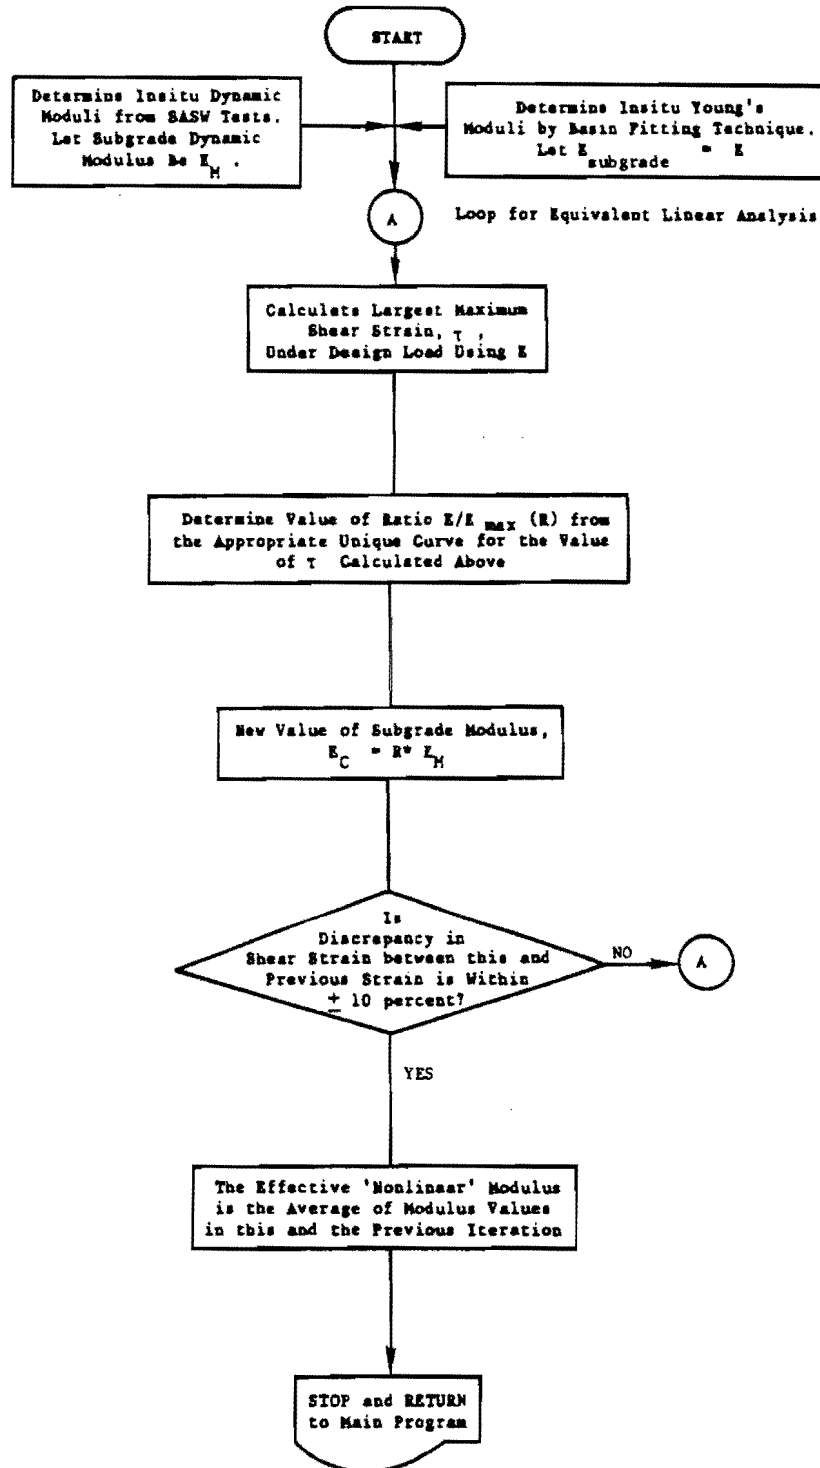 START
Determine Insitu Dynamic
Moduli from SASW Tests.
Let Subgrade Dynamic
Modulus Be E_M .
Determine Insitu Young's
Moduli by Basin Fitting Technique.
Let E_subgrade = E
A
Loop for Equivalent Linear Analysis
Calculate Largest Maximum
Shear Strain, τ ,
Under Design Load Using E
Determine Value of Ratio E/E max (R) from
the Appropriate Unique Curve for the Value
of τ Calculated Above
New Value of Subgrade Modulus,
E_C = R* E_M
Is
Discrepancy in
Shear Strain between this and
Previous Strain is Within
± 10 percent?
NO
A
YES
The Effective 'Nonlinear' Modulus
is the Average of Modulus Values
in this and the Previous Iteration
STOP and RETURN
to Main Program